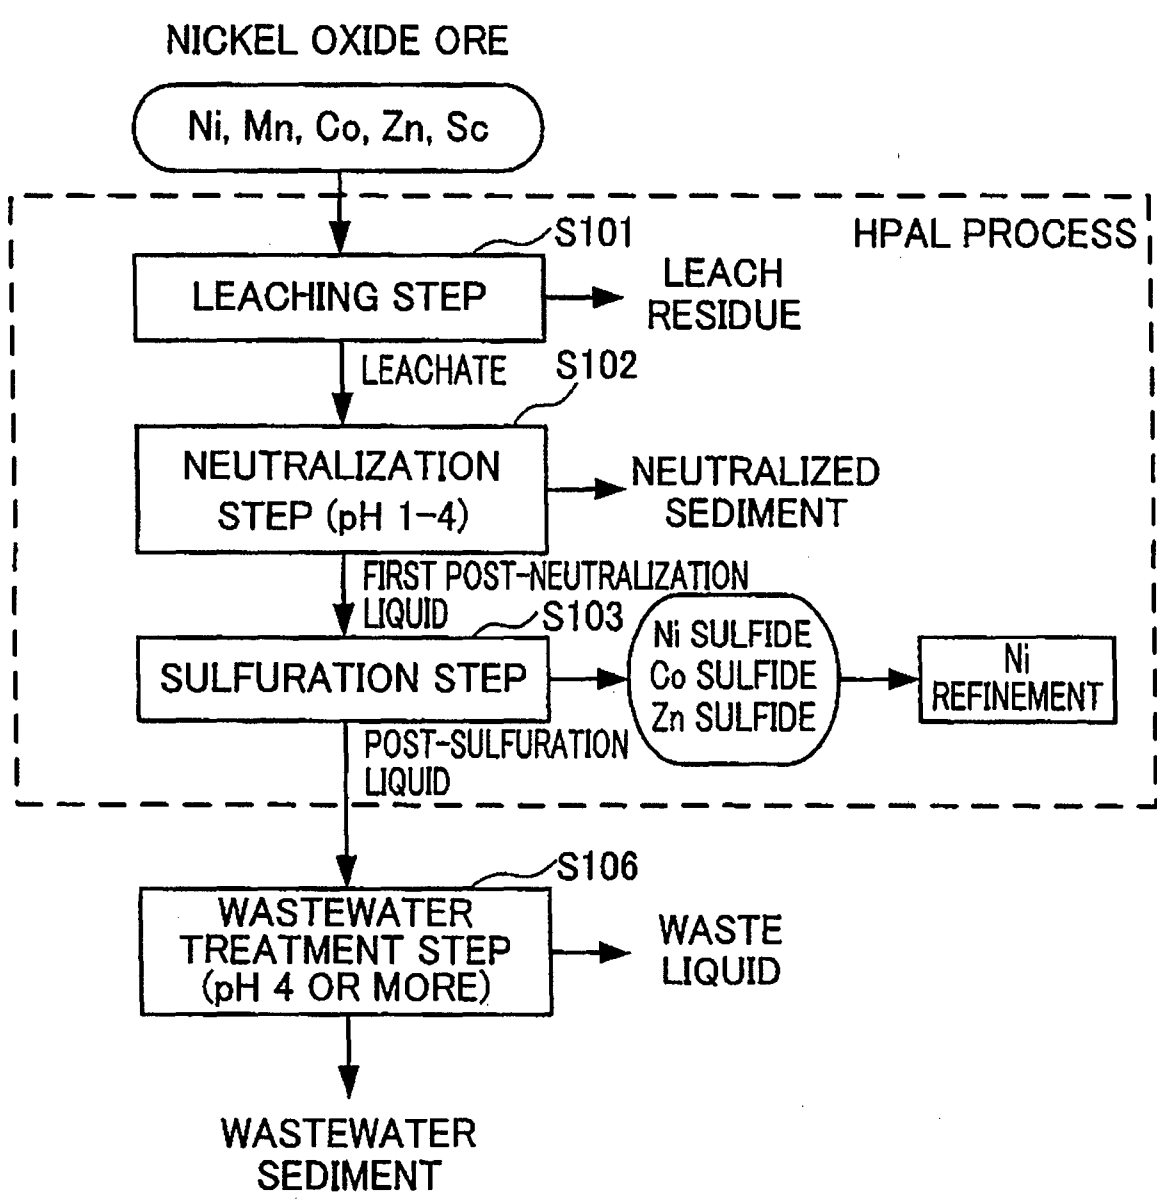 NICKEL OXIDE ORE
Ni, Mn, Co, Zn, Sc
HPAL PROCESS
S101
LEACHING STEP
LEACH
RESIDUE
LEACHATE
S102
NEUTRALIZATION
STEP (pH 1-4)
NEUTRALIZED
SEDIMENT
FIRST POST-NEUTRALIZATION
LIQUID
S103
SULFURATION STEP
Ni SULFIDE
Co SULFIDE
Zn SULFIDE
Ni
REFINEMENT
POST-SULFURATION
LIQUID
S106
WASTEWATER
TREATMENT STEP
(pH 4 OR MORE)
WASTE
LIQUID
WASTEWATER
SEDIMENT